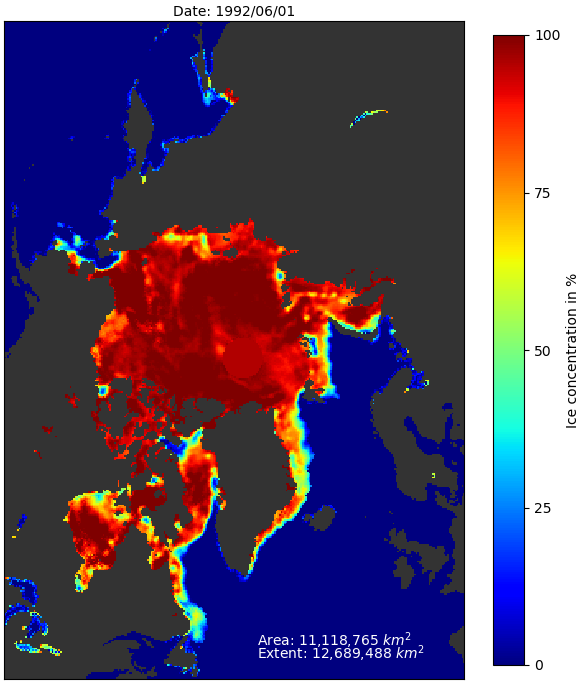 Date: 1992/06/01
100
75
50
25
0
Ice concentration in %
Area: 11,118,765 km²
Extent: 12,689,488 km²